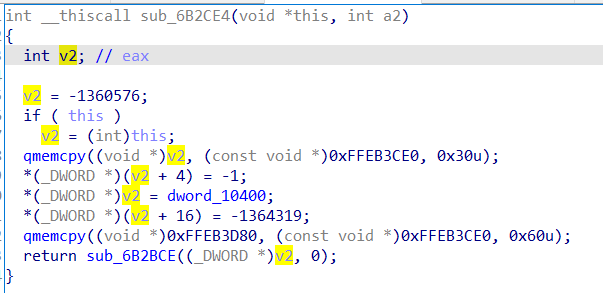 int __thiscall sub_6B2CE4(void *this, int a2)
{
int v2; // eax
v2 = -1360576;
if ( this )
v2 = (int)this;
qmemcpy((void *)v2, (const void *)0xFFEB3CE0, 0x30u);
*(_DWORD *)(v2 + 4) = -1;
*(_DWORD *)v2 = dword_10400;
*(_DWORD *)(v2 + 16) = -1364319;
qmemcpy((void *)0xFFEB3D80, (const void *)0xFFEB3CE0, 0x60u);
return sub_6B2BCE((_DWORD *)v2, 0);
}